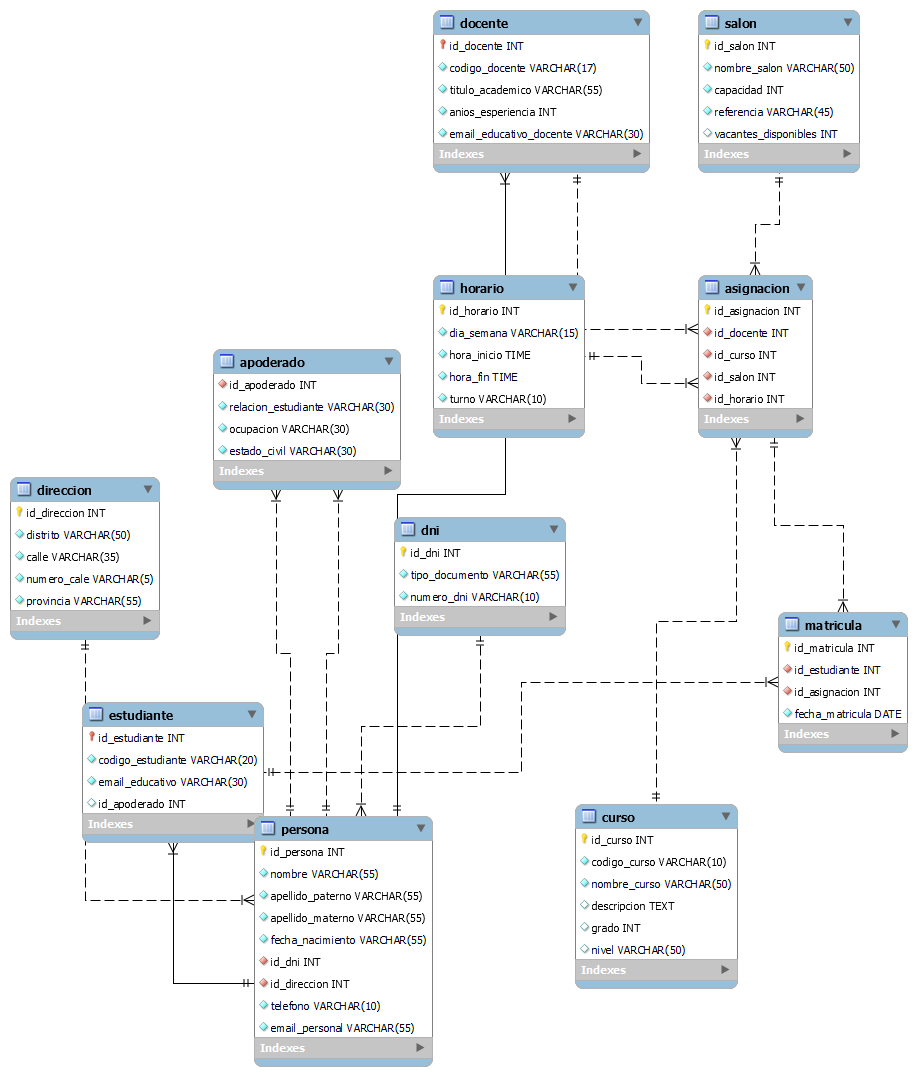 docente
id_docente INT
codigo_docente VARCHAR(17)
titulo_academico VARCHAR(55)
anios_esperiencia INT
email_educativo_docente VARCHAR(30)
Indexes
salon
id_salon INT
nombre_salon VARCHAR(50)
capacidad INT
referencia VARCHAR(45)
vacantes_disponibles INT
Indexes
horario
id_horario INT
dia_semana VARCHAR(15)
hora_inicio TIME
hora_fin TIME
turno VARCHAR(10)
Indexes
asignacion
id_asignacion INT
id_docente INT
id_curso INT
id_salon INT
id_horario INT
Indexes
apoderado
id_apoderado INT
relacion_estudiante VARCHAR(30)
ocupacion VARCHAR(30)
estado_civil VARCHAR(30)
Indexes
direccion
id_direccion INT
distrito VARCHAR(50)
calle VARCHAR(35)
numero_cale VARCHAR(5)
provincia VARCHAR(55)
Indexes
dni
id_dni INT
tipo_documento VARCHAR(55)
numero_dni VARCHAR(10)
Indexes
matricula
id_matricula INT
id_estudiante INT
id_asignacion INT
fecha_matricula DATE
Indexes
estudiante
id_estudiante INT
codigo_estudiante VARCHAR(20)
email_educativo VARCHAR(30)
id_apoderado INT
Indexes
persona
id_persona INT
nombre VARCHAR(55)
apellido_paterno VARCHAR(55)
apellido_materno VARCHAR(55)
fecha_nacimiento VARCHAR(55)
id_dni INT
id_direccion INT
telefono VARCHAR(10)
email_personal VARCHAR(55)
Indexes
curso
id_curso INT
codigo_curso VARCHAR(10)
nombre_curso VARCHAR(50)
descripcion TEXT
grado INT
nivel VARCHAR(50)
Indexes